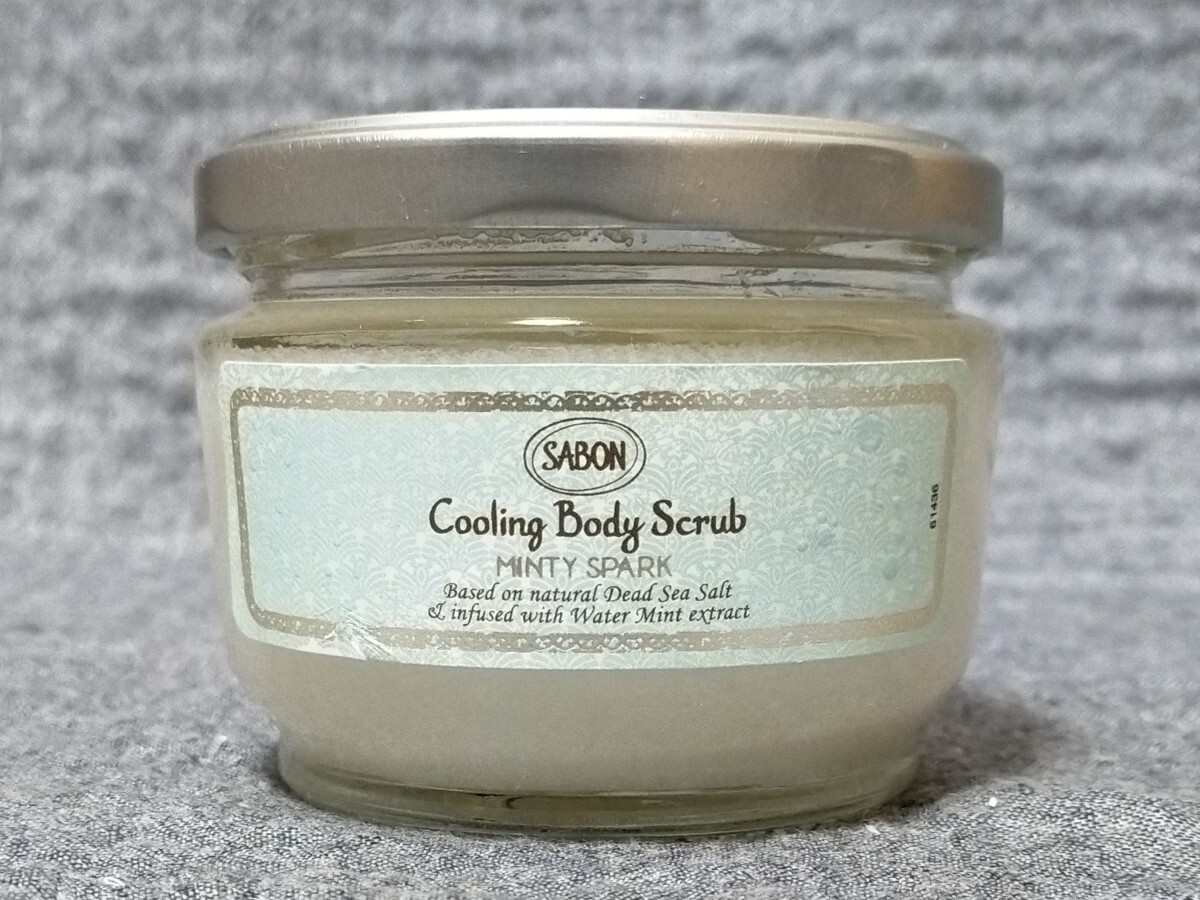 SABON
Cooling Body Scrub
MINTY SPARK
Based on natural Dead Sea Salt
& infused with Water Mint extract
61436